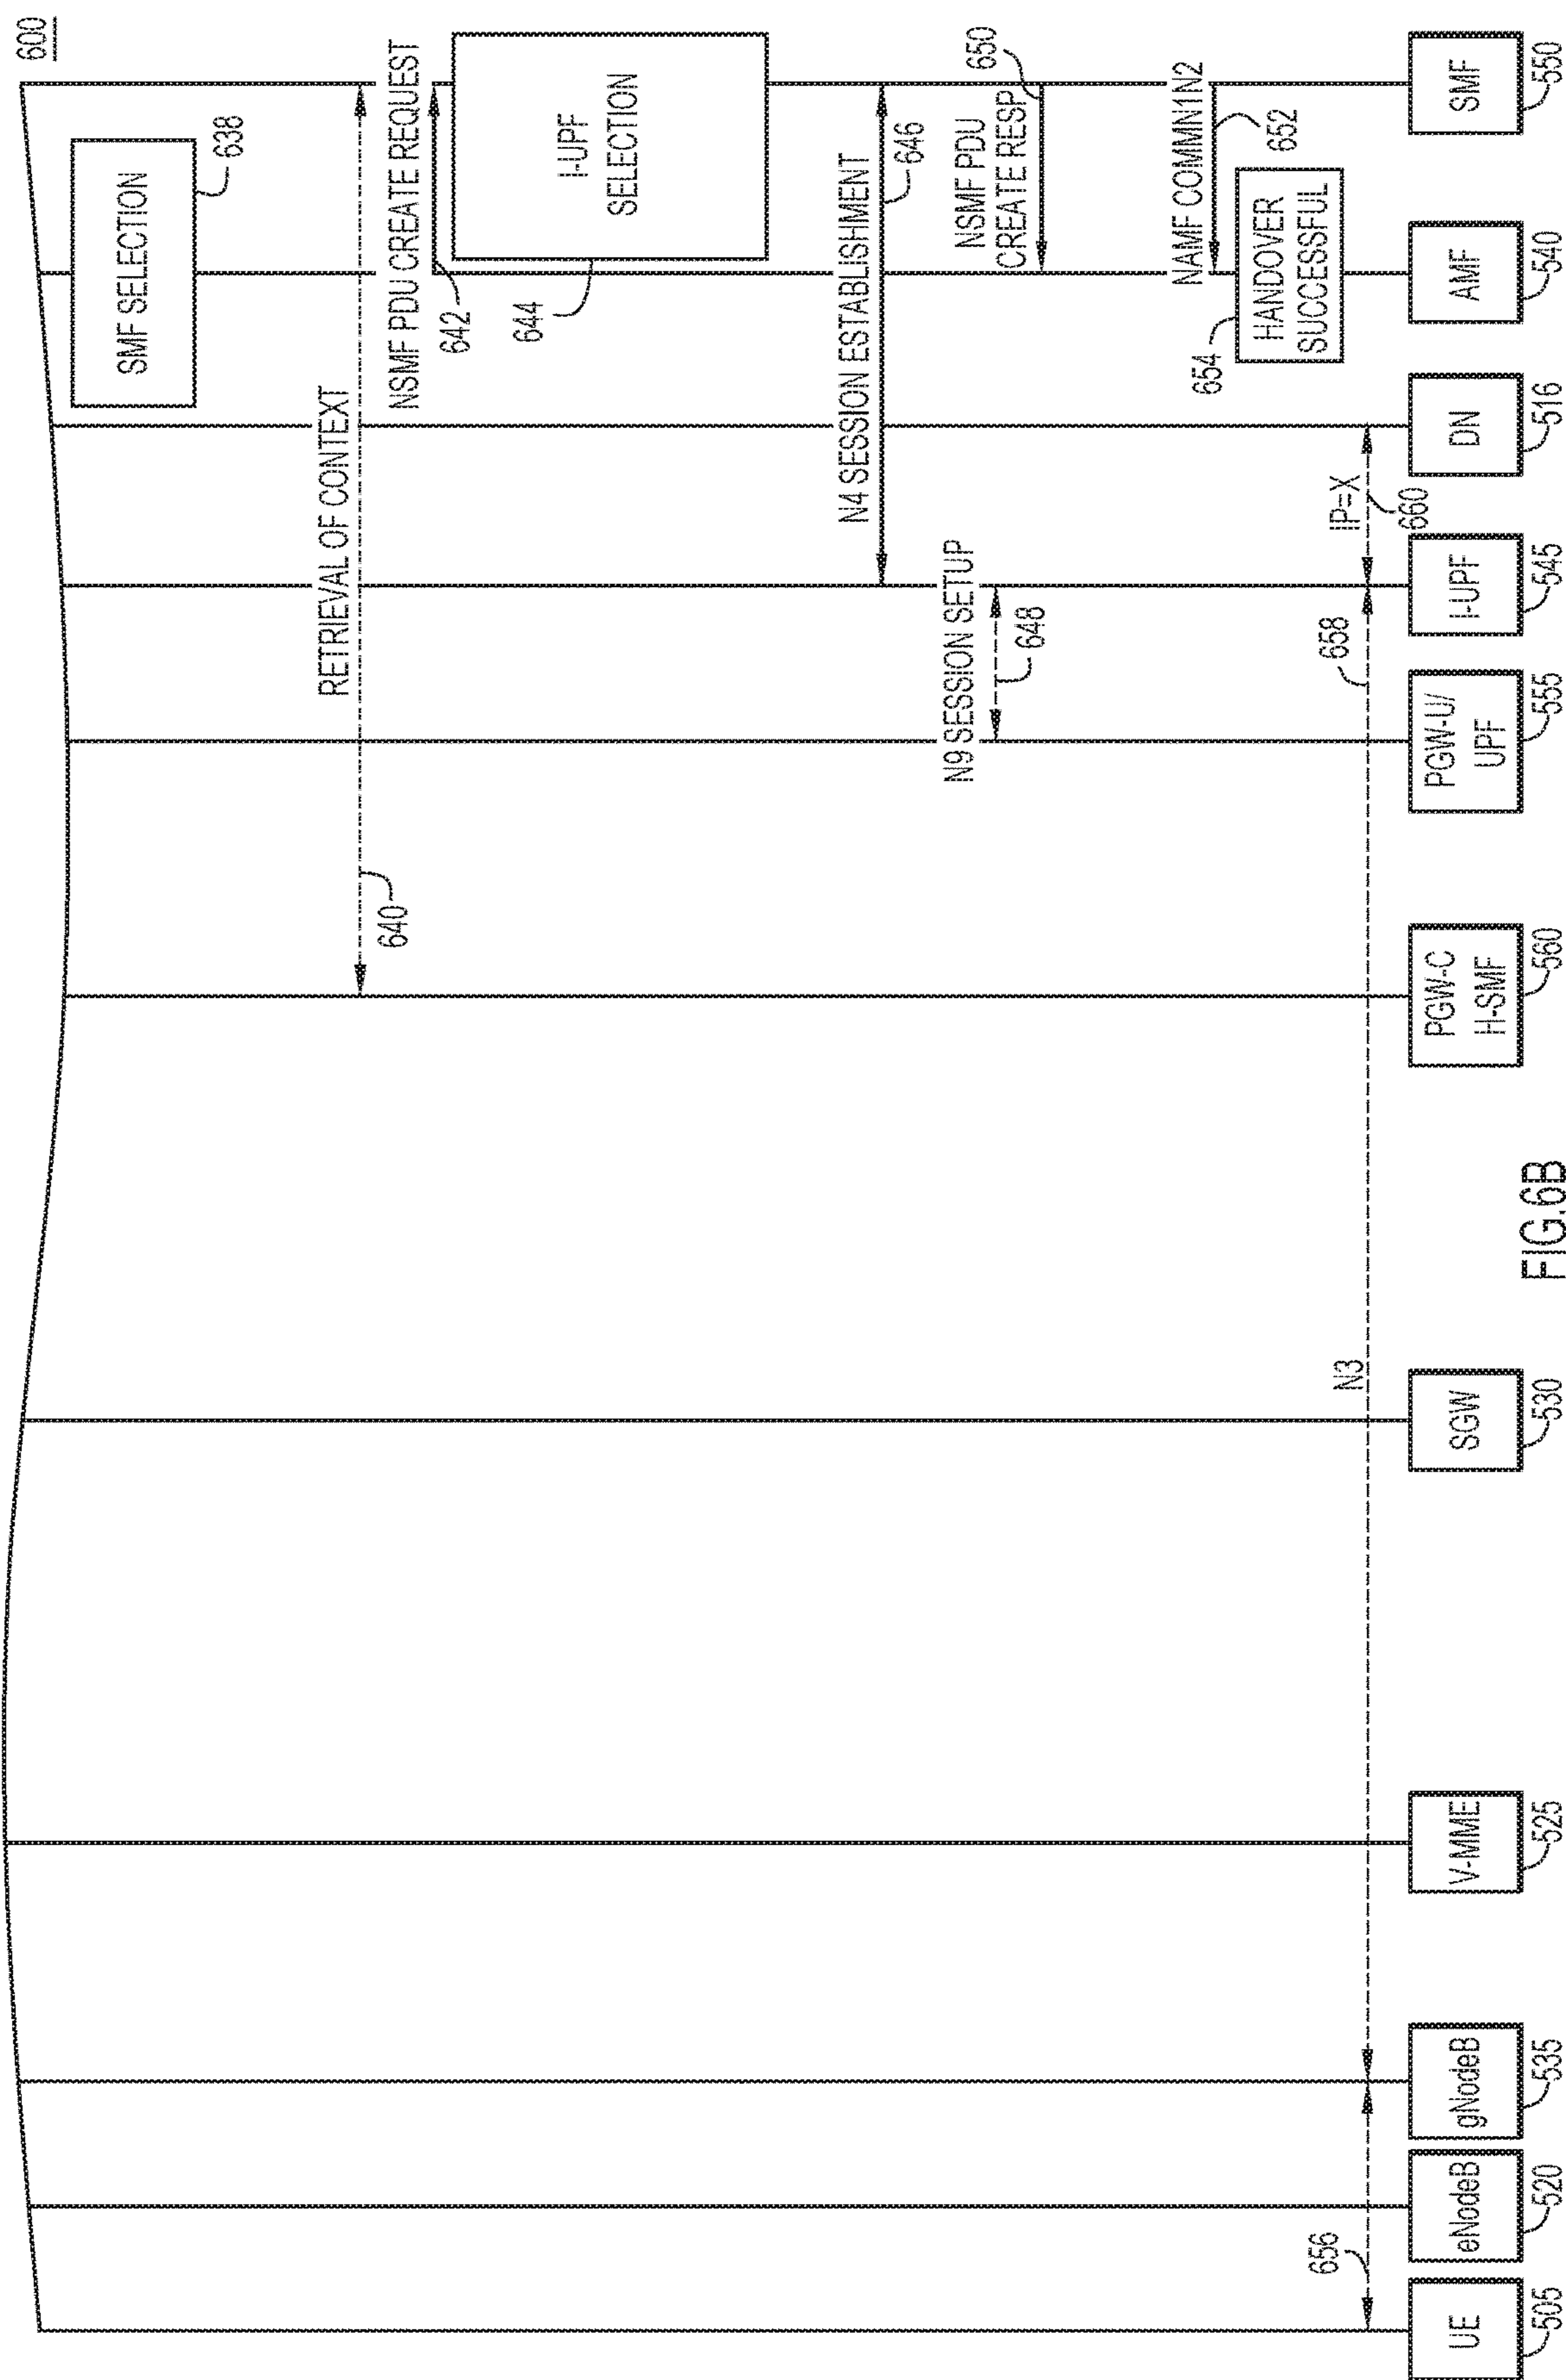 600
SMF SELECTION
638
RETRIEVAL OF CONTEXT
640
NSMF PDU CREATE REQUEST
642
I-UPF
SELECTION
644
N4 SESSION ESTABLISHMENT
646
N9 SESSION SETUP
648
NSMF PDU
CREATE RESP
650
NAMF COMMN1N2
652
HANDOVER
SUCCESSFUL
654
656
N3
658
IP=X
660
UE
505
eNodeB
520
gNodeB
535
V-MME
525
SGW
530
PGW-C
H-SMF
560
PGW-U/
UPF
555
I-UPF
545
DN
516
AMF
540
SMF
550
FIG.6B